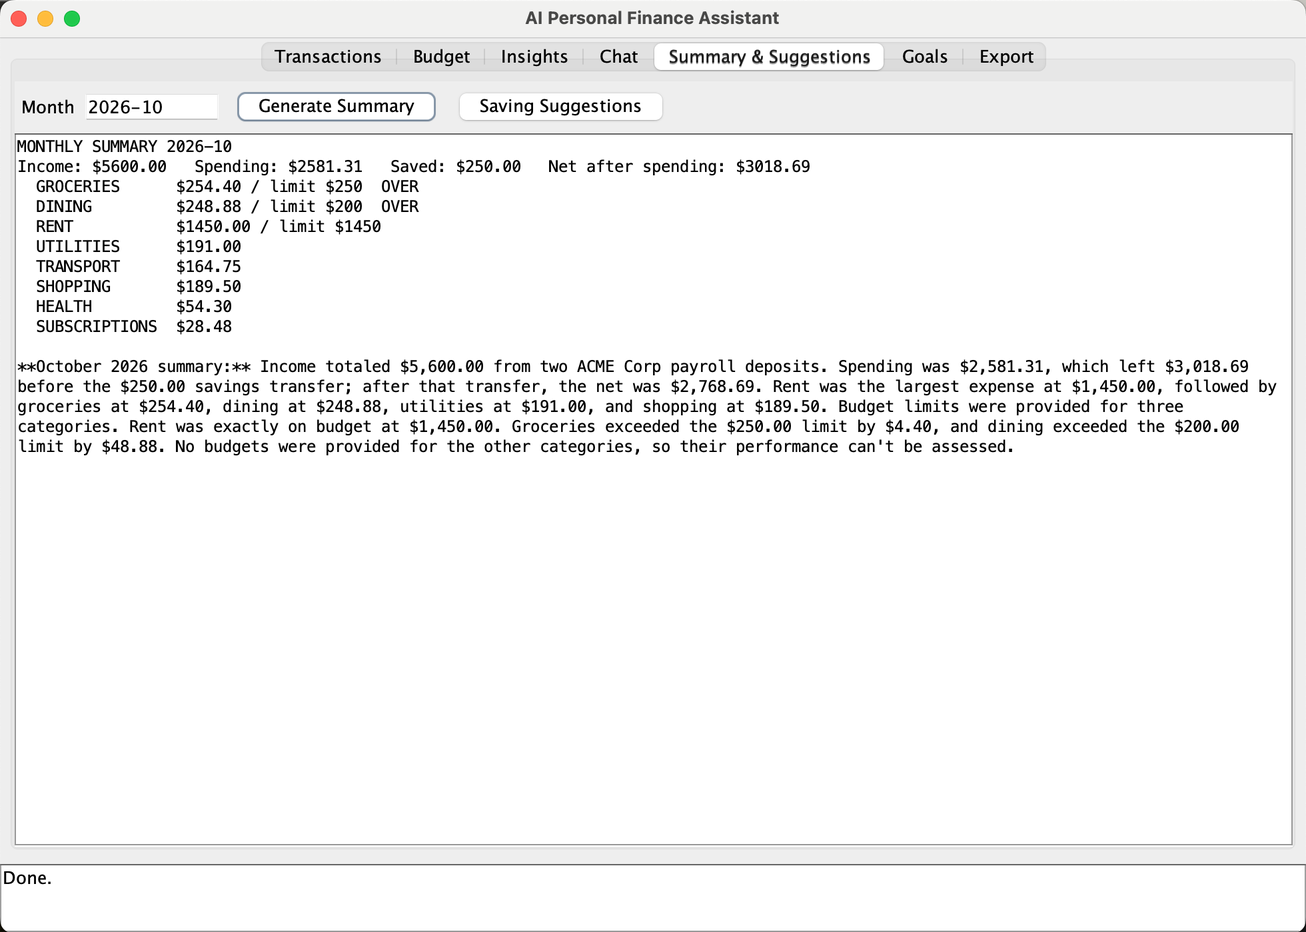 AI Personal Finance Assistant
Transactions Budget Insights Chat Summary & Suggestions Goals Export
Month 2026-10 Generate Summary Saving Suggestions
MONTHLY SUMMARY 2026-10
Income: $5600.00   Spending: $2581.31   Saved: $250.00   Net after spending: $3018.69
  GROCERIES      $254.40 / limit $250  OVER
  DINING         $248.88 / limit $200  OVER
  RENT           $1450.00 / limit $1450
  UTILITIES      $191.00
  TRANSPORT      $164.75
  SHOPPING       $189.50
  HEALTH         $54.30
  SUBSCRIPTIONS  $28.48
**October 2026 summary:** Income totaled $5,600.00 from two ACME Corp payroll deposits. Spending was $2,581.31, which left $3,018.69
before the $250.00 savings transfer; after that transfer, the net was $2,768.69. Rent was the largest expense at $1,450.00, followed by
groceries at $254.40, dining at $248.88, utilities at $191.00, and shopping at $189.50. Budget limits were provided for three
categories. Rent was exactly on budget at $1,450.00. Groceries exceeded the $250.00 limit by $4.40, and dining exceeded the $200.00
limit by $48.88. No budgets were provided for the other categories, so their performance can't be assessed.
Done.